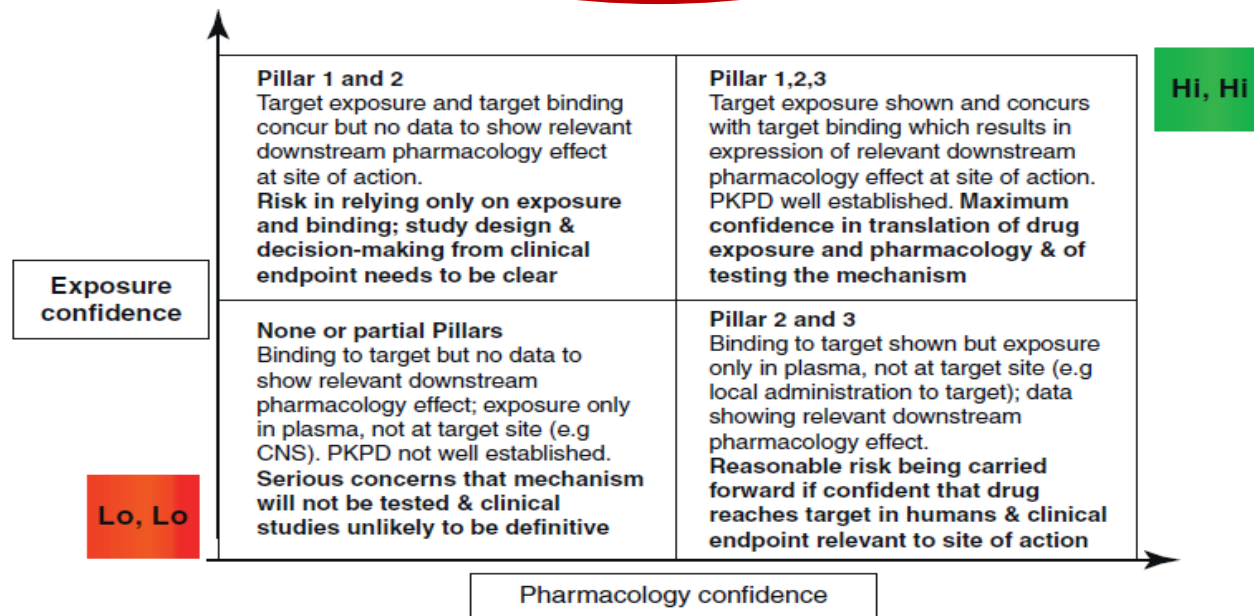 Pillar 1 and 2
Target exposure and target binding
concur but no data to show relevant
downstream pharmacology effect
at site of action.
Risk in relying only on exposure
and binding; study design &
decision-making from clinical
endpoint needs to be clear
Pillar 1,2,3
Target exposure shown and concurs
with target binding which results in
expression of relevant downstream
pharmacology effect at site of action.
PKPD well established. Maximum
confidence in translation of drug
exposure and pharmacology & of
testing the mechanism
Hi, Hi
Exposure
confidence
None or partial Pillars
Binding to target but no data to
show relevant downstream
pharmacology effect; exposure only
in plasma, not at target site (e.g
CNS). PKPD not well established.
Serious concerns that mechanism
will not be tested & clinical
studies unlikely to be definitive
Pillar 2 and 3
Binding to target shown but exposure
only in plasma, not at target site (e.g
local administration to target); data
showing relevant downstream
pharmacology effect.
Reasonable risk being carried
forward if confident that drug
reaches target in humans & clinical
endpoint relevant to site of action
Lo, Lo
Pharmacology confidence